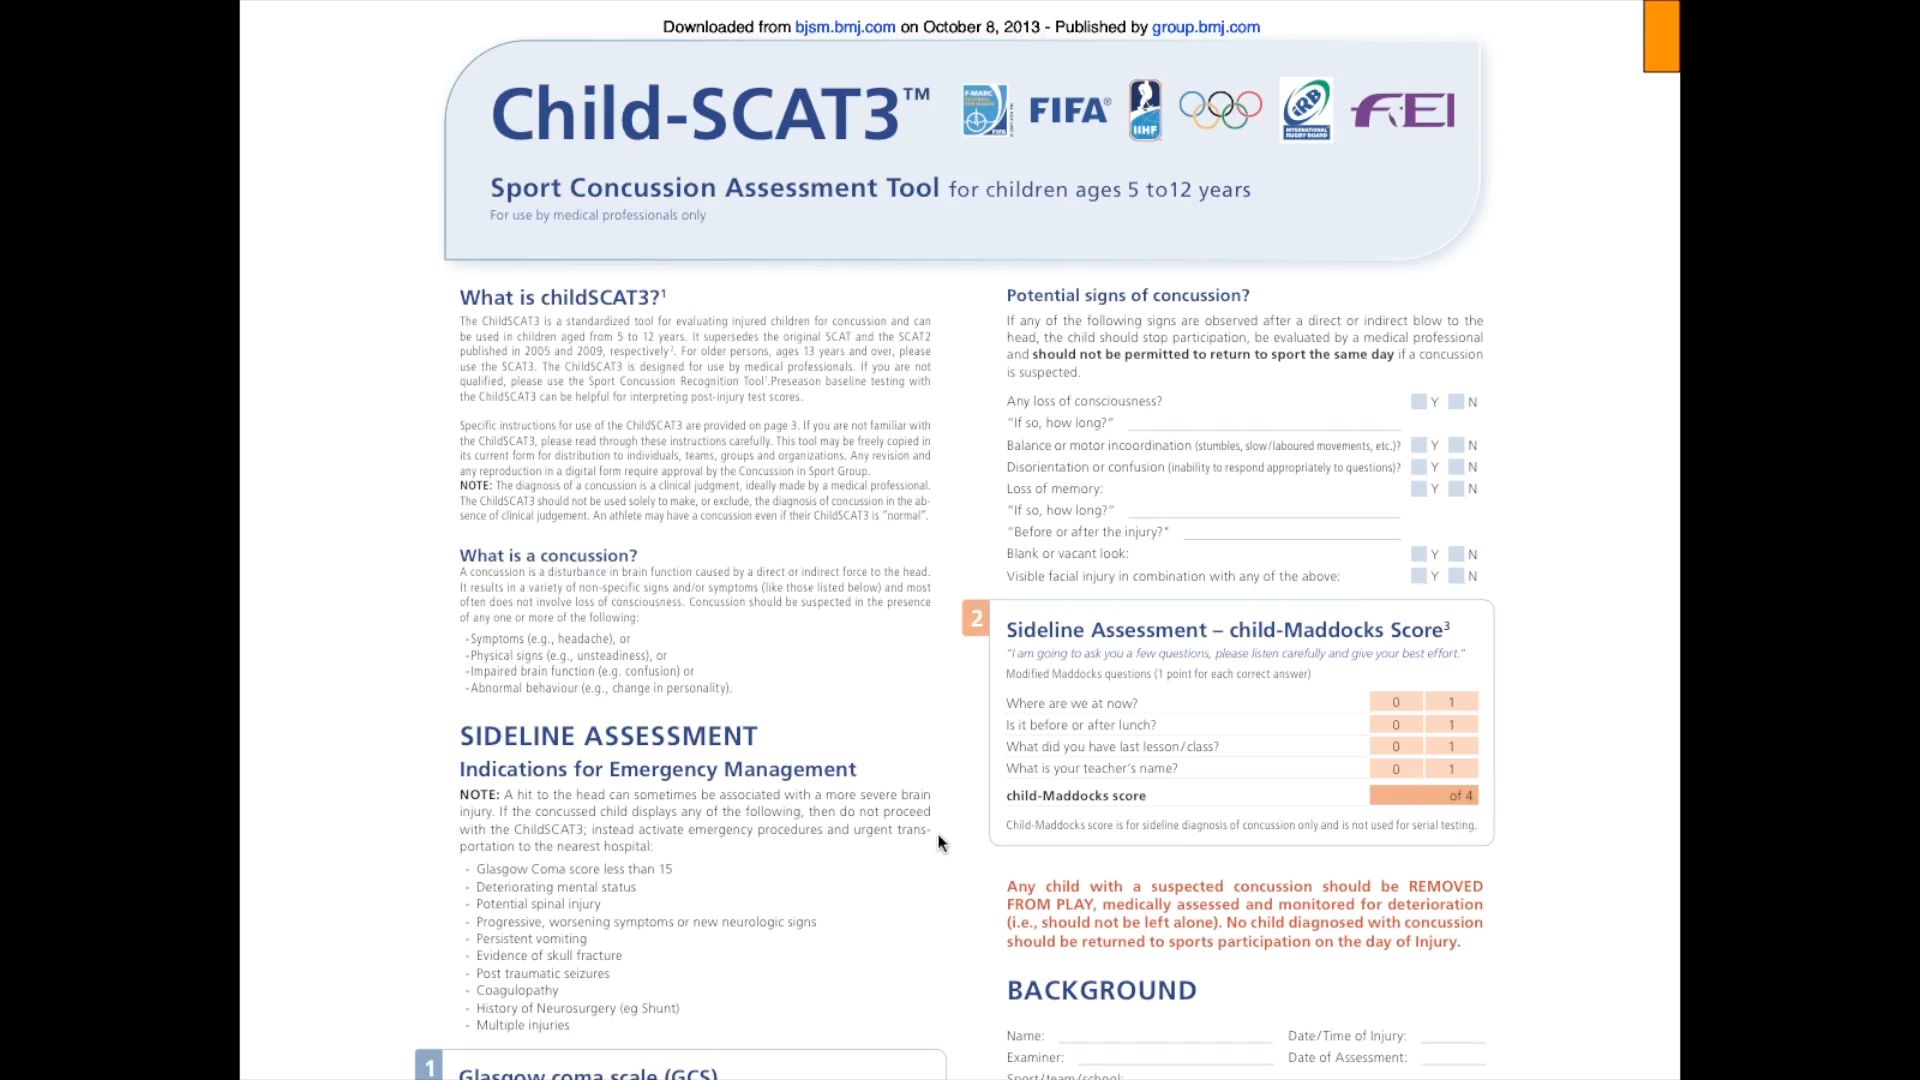 Downloaded from bjsm.bmj.com on October 8, 2013 - Published by group.bmj.com
Child-SCAT3™
F-MARC
FIFA
FIFA®
IIHF
iRB
INTERNATIONAL
RUGBY BOARD
FEI
Sport Concussion Assessment Tool for children ages 5 to12 years
For use by medical professionals only
What is childSCAT3?¹
The ChildSCAT3 is a standardized tool for evaluating injured children for concussion and can
be used in children aged from 5 to 12 years. It supersedes the original SCAT and the SCAT2
published in 2005 and 2009, respectively². For older persons, ages 13 years and over, please
use the SCAT3. The ChildSCAT3 is designed for use by medical professionals. If you are not
qualified, please use the Sport Concussion Recognition Tool¹.Preseason baseline testing with
the ChildSCAT3 can be helpful for interpreting post-injury test scores.
Specific instructions for use of the ChildSCAT3 are provided on page 3. If you are not familiar with
the ChildSCAT3, please read through these instructions carefully. This tool may be freely copied in
its current form for distribution to individuals, teams, groups and organizations. Any revision and
any reproduction in a digital form require approval by the Concussion in Sport Group.
NOTE: The diagnosis of a concussion is a clinical judgment, ideally made by a medical professional.
The ChildSCAT3 should not be used solely to make, or exclude, the diagnosis of concussion in the ab-
sence of clinical judgement. An athlete may have a concussion even if their ChildSCAT3 is “normal”.
What is a concussion?
A concussion is a disturbance in brain function caused by a direct or indirect force to the head.
It results in a variety of non-specific signs and/or symptoms (like those listed below) and most
often does not involve loss of consciousness. Concussion should be suspected in the presence
of any one or more of the following:
-Symptoms (e.g., headache), or
-Physical signs (e.g., unsteadiness), or
-Impaired brain function (e.g. confusion) or
-Abnormal behaviour (e.g., change in personality).
SIDELINE ASSESSMENT
Indications for Emergency Management
NOTE: A hit to the head can sometimes be associated with a more severe brain
injury. If the concussed child displays any of the following, then do not proceed
with the ChildSCAT3; instead activate emergency procedures and urgent trans-
portation to the nearest hospital:
- Glasgow Coma score less than 15
- Deteriorating mental status
- Potential spinal injury
- Progressive, worsening symptoms or new neurologic signs
- Persistent vomiting
- Evidence of skull fracture
- Post traumatic seizures
- Coagulopathy
- History of Neurosurgery (eg Shunt)
- Multiple injuries
1
Glasgow coma scale (GCS)
Potential signs of concussion?
If any of the following signs are observed after a direct or indirect blow to the
head, the child should stop participation, be evaluated by a medical professional
and should not be permitted to return to sport the same day if a concussion
is suspected.
Any loss of consciousness? Y N
“If so, how long?”
Balance or motor incoordination (stumbles, slow/laboured movements, etc.)? Y N
Disorientation or confusion (inability to respond appropriately to questions)? Y N
Loss of memory: Y N
“If so, how long?”
“Before or after the injury?"
Blank or vacant look: Y N
Visible facial injury in combination with any of the above: Y N
2
Sideline Assessment – child-Maddocks Score³
“I am going to ask you a few questions, please listen carefully and give your best effort.”
Modified Maddocks questions (1 point for each correct answer)
Where are we at now? 0 1
Is it before or after lunch? 0 1
What did you have last lesson/class? 0 1
What is your teacher's name? 0 1
child-Maddocks score of 4
Child-Maddocks score is for sideline diagnosis of concussion only and is not used for serial testing.
Any child with a suspected concussion should be REMOVED
FROM PLAY, medically assessed and monitored for deterioration
(i.e., should not be left alone). No child diagnosed with concussion
should be returned to sports participation on the day of Injury.
BACKGROUND
Name: Date/Time of Injury:
Examiner: Date of Assessment:
Sport/team/school: